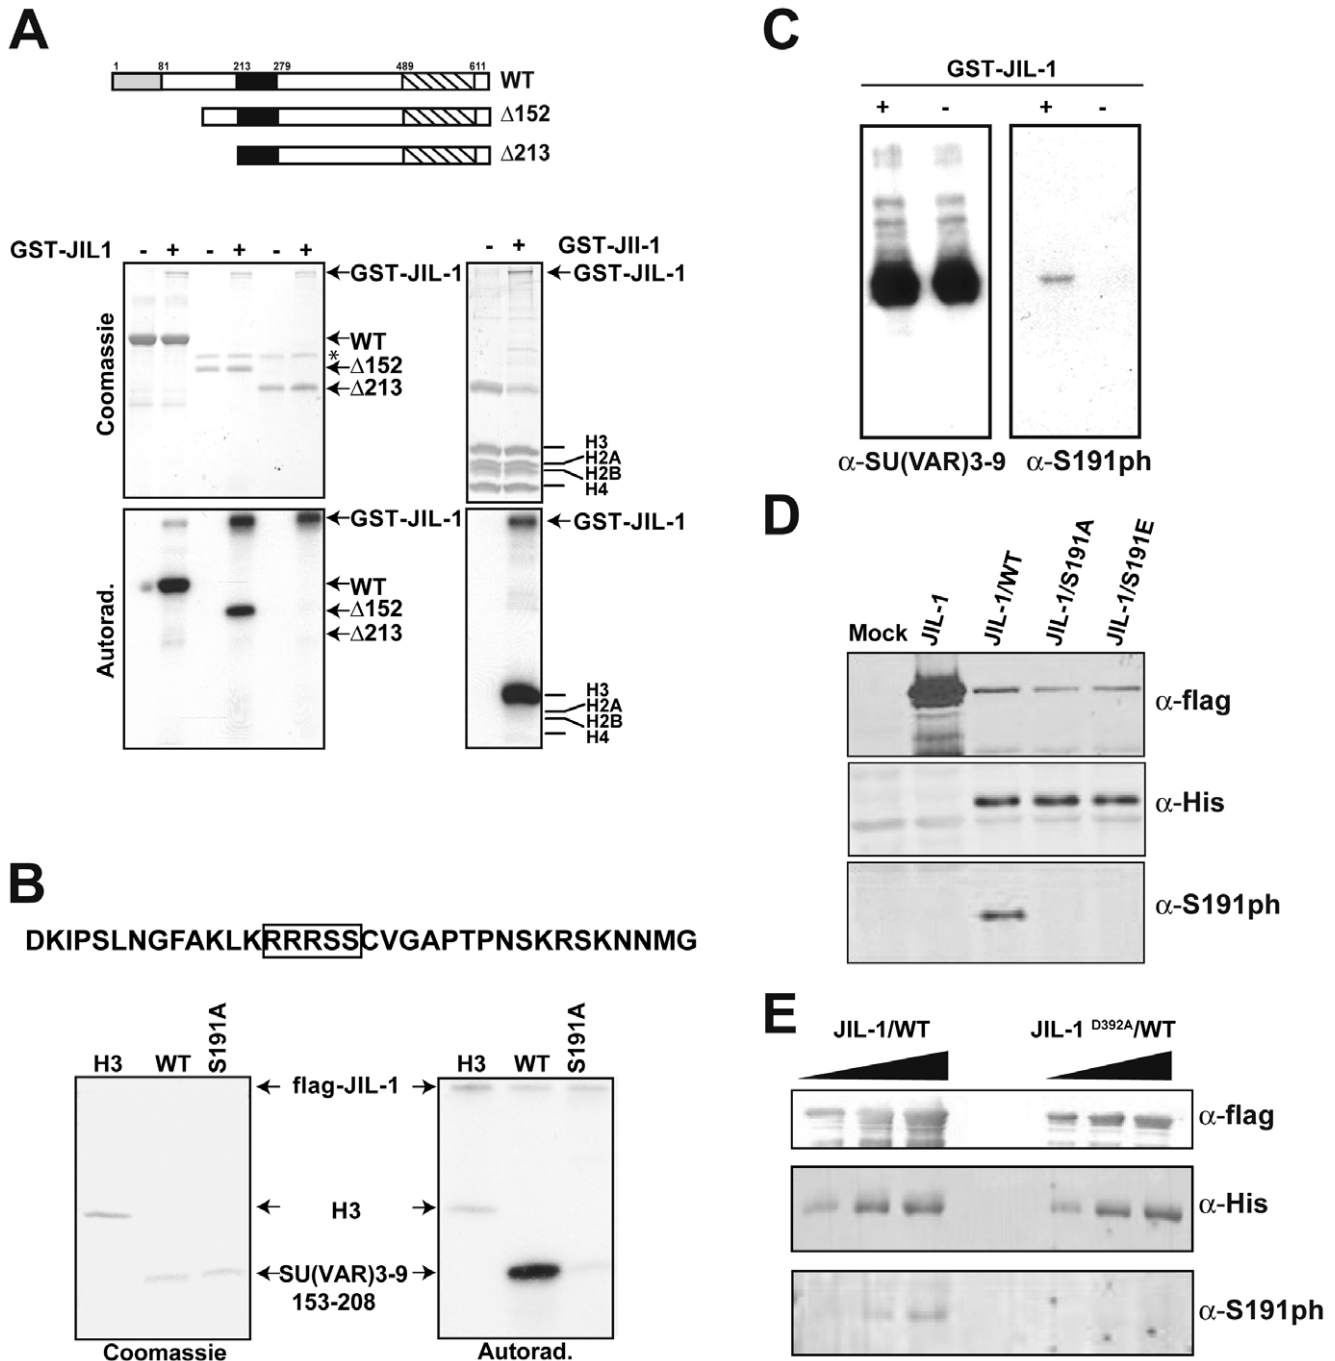 A
1 81 213 279 489 611
WT
Δ152
Δ213
GST-JIL1 - + - + - +
Coomassie
GST-JIL-1
WT
*
Δ152
Δ213
Autorad.
GST-JIL-1
WT
Δ152
Δ213
- + GST-JIl-1
GST-JIL-1
H3
H2A
H2B
H4
GST-JIL-1
H3
H2A
H2B
H4
B
DKIPSLNGFAKLKRRRSSCVGAPTPNSKRSKNNMG
H3 WT S191A
flag-JIL-1
H3 WT S191A
H3
SU(VAR)3-9
153-208
Coomassie
Autorad.
C
GST-JIL-1
+ - + -
α-SU(VAR)3-9 α-S191ph
D
Mock JIL-1 JIL-1/WT JIL-1/S191A JIL-1/S191E
α-flag
α-His
α-S191ph
E
JIL-1/WT JIL-1 D392A/WT
α-flag
α-His
α-S191ph